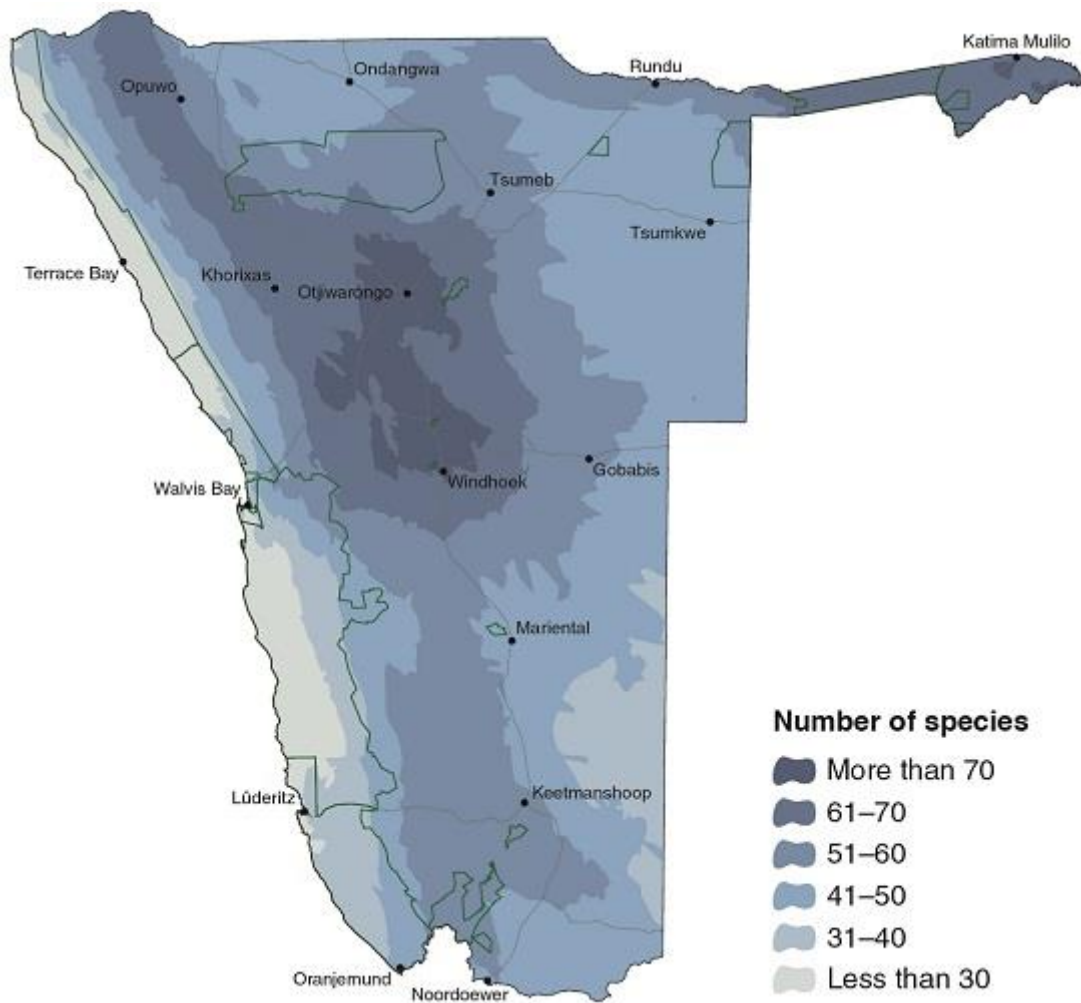 Katima Mulilo
Rundu
Ondangwa
Opuwo
Tsumeb
Tsumkwe
Terrace Bay
Khorixas
Otjiwarongo
Gobabis
Windhoek
Walvis Bay
Mariental
Number of species
More than 70
61–70
51–60
41–50
31–40
Less than 30
Keetmanshoop
Lûderitz
Oranjemund
Noordoewer